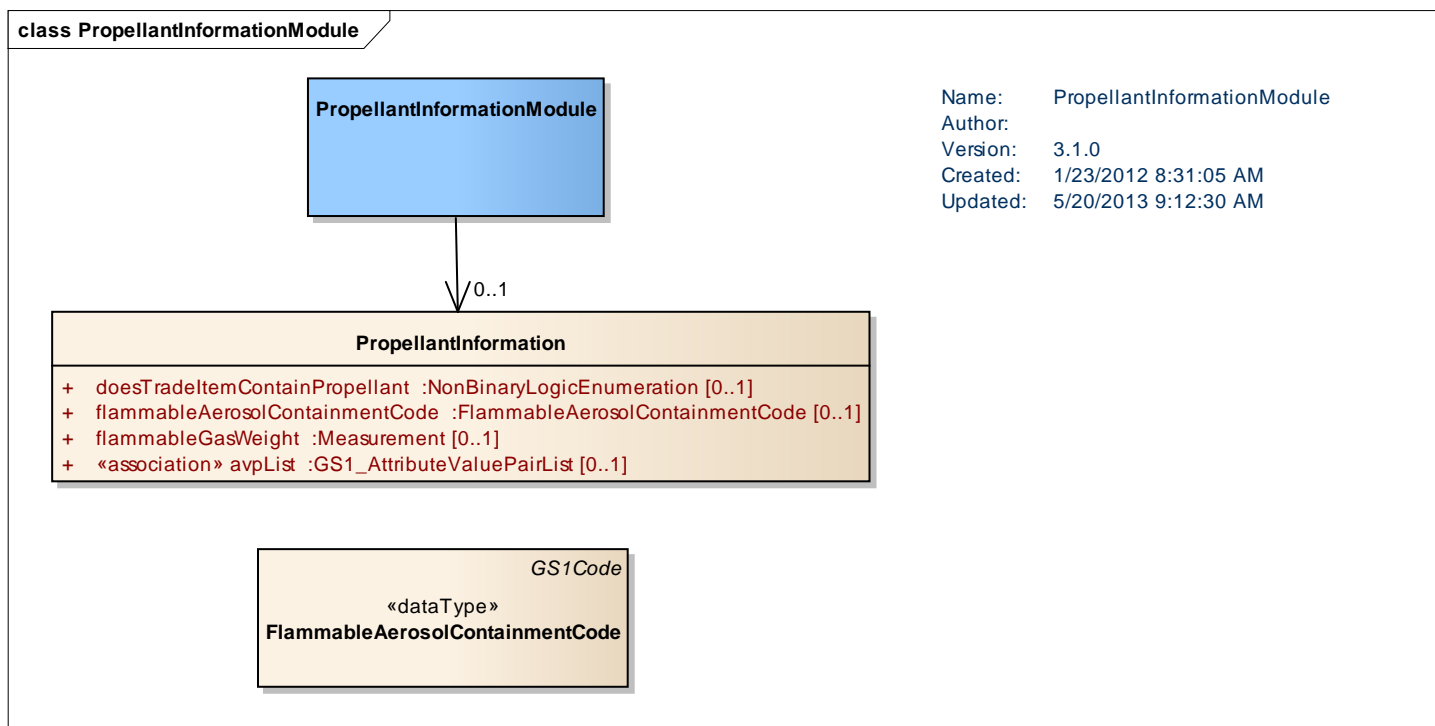 class PropellantInformationModule
PropellantInformationModule
Name: PropellantInformationModule
Author:
Version: 3.1.0
Created: 1/23/2012 8:31:05 AM
Updated: 5/20/2013 9:12:30 AM
0..1
PropellantInformation
+ doesTradeItemContainPropellant :NonBinaryLogicEnumeration [0..1]
+ flammableAerosolContainmentCode :FlammableAerosolContainmentCode [0..1]
+ flammableGasWeight :Measurement [0..1]
+ «association» avpList :GS1_AttributeValuePairList [0..1]
GS1Code
«dataType»
FlammableAerosolContainmentCode